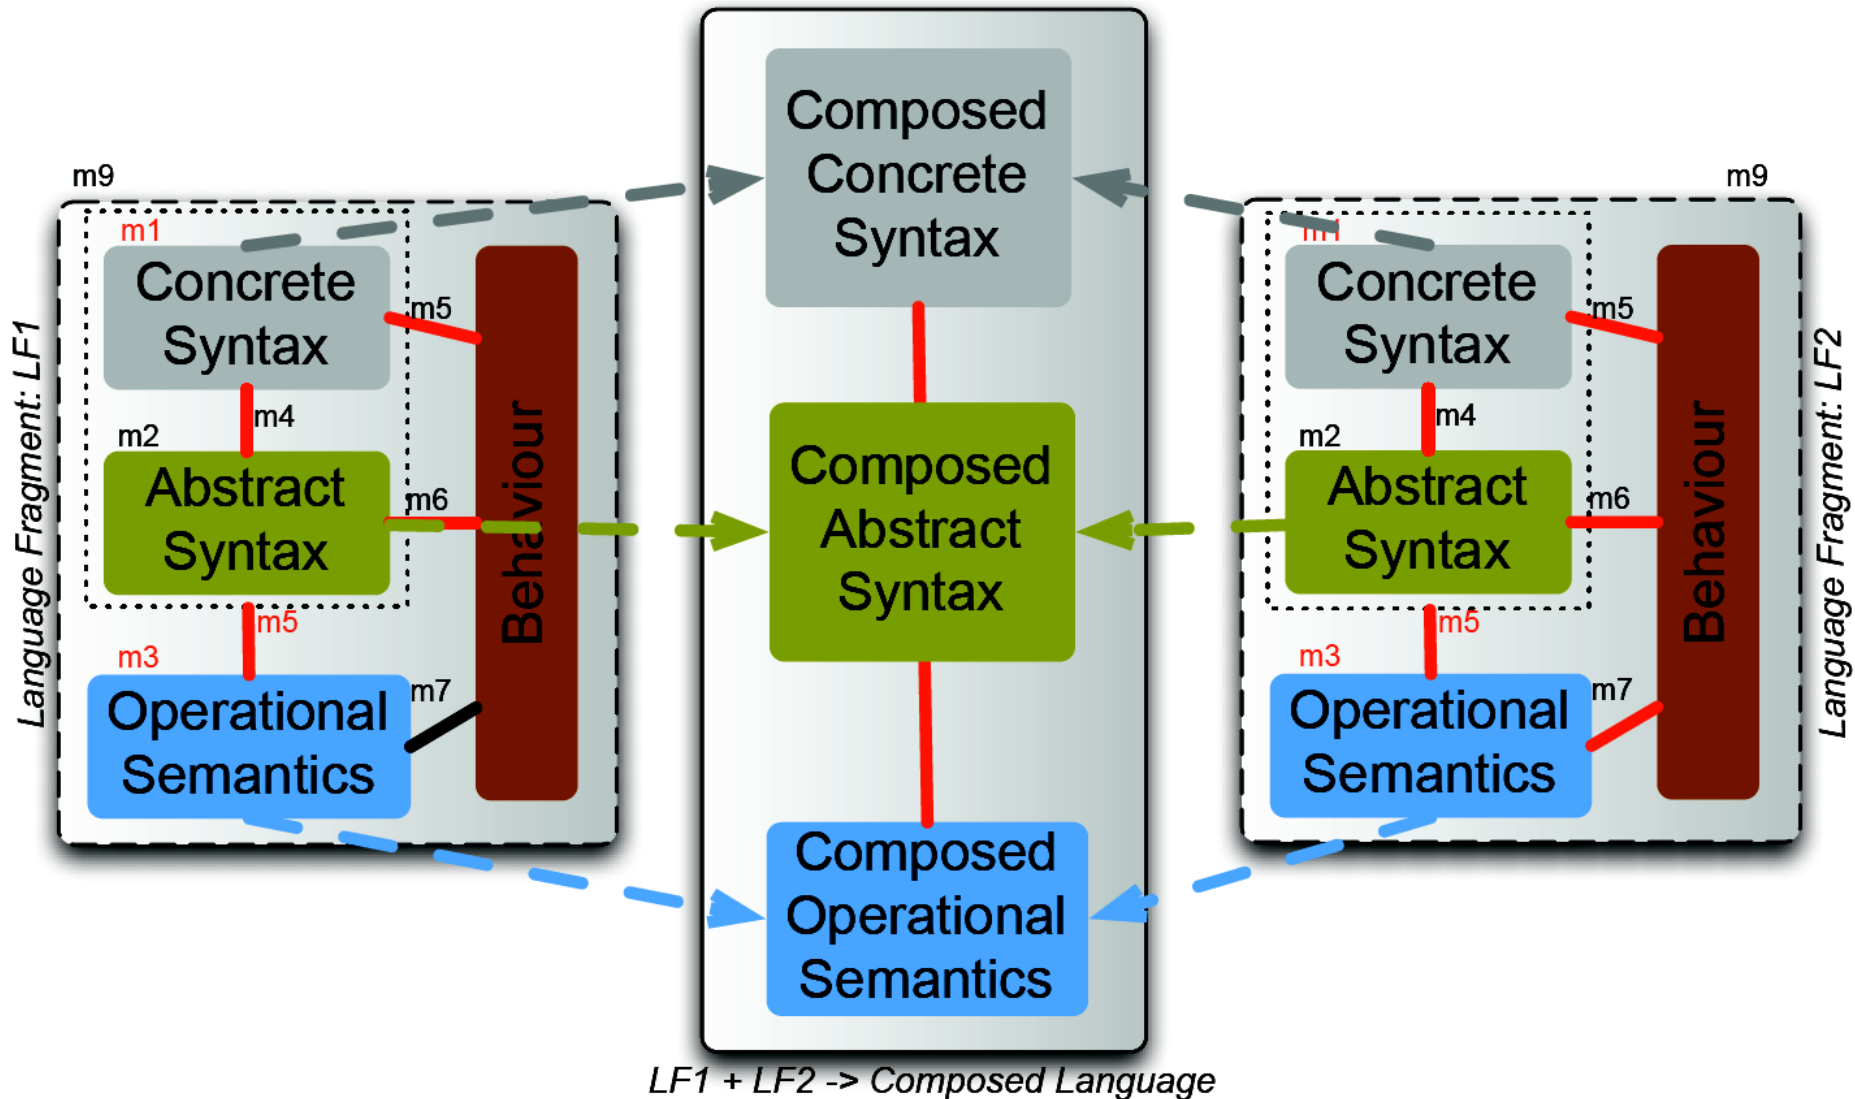 Composed
Concrete
Syntax
m9
m1
Concrete
Syntax
m5
m4
m2
Abstract
Syntax
m6
m5
m3
Operational
Semantics
m7
Behaviour
Language Fragment: LF1
Composed
Abstract
Syntax
Composed
Operational
Semantics
m9
m1
Concrete
Syntax
m5
m4
m2
Abstract
Syntax
m6
m5
m3
Operational
Semantics
m7
Behaviour
Language Fragment: LF2
LF1 + LF2 -> Composed Language